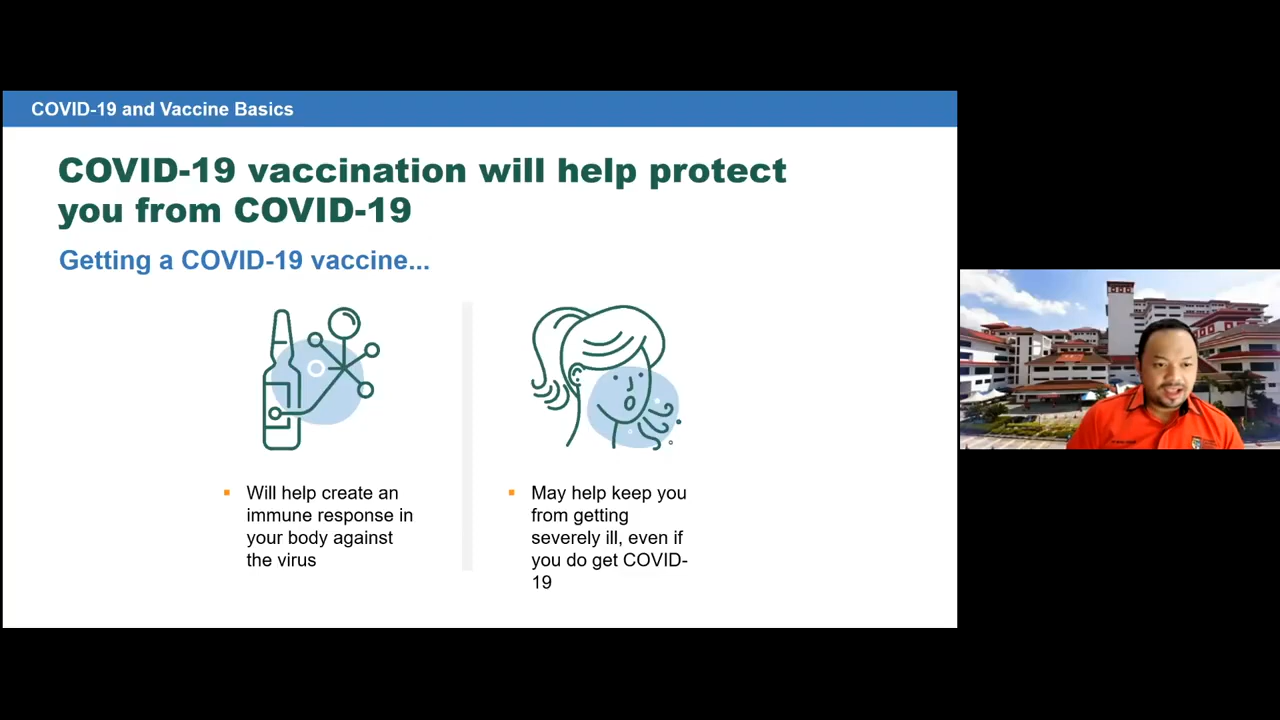 COVID-19 and Vaccine Basics
COVID-19 vaccination will help protect
you from COVID-19
Getting a COVID-19 vaccine...
Will help create an
immune response in
your body against
the virus
May help keep you
from getting
severely ill, even if
you do get COVID-
19